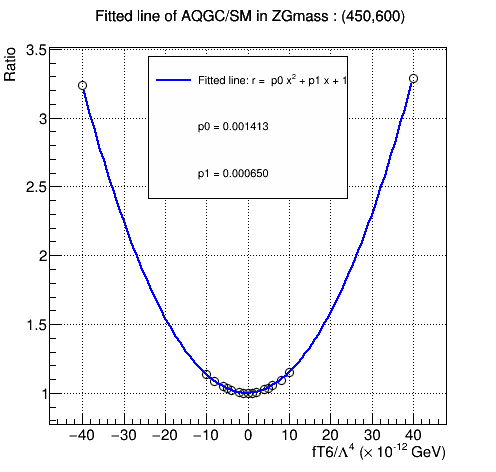 Fitted line of AQGC/SM in ZGmass : (450,600)
Ratio
3.5
3
2.5
2
1.5
1
Fitted line: r = p0 x² + p1 x + 1
p0 = 0.001413
p1 = 0.000650
−40 −30 −20 −10 0 10 20 30 40
fT6/Λ⁴ (× 10⁻¹² GeV)